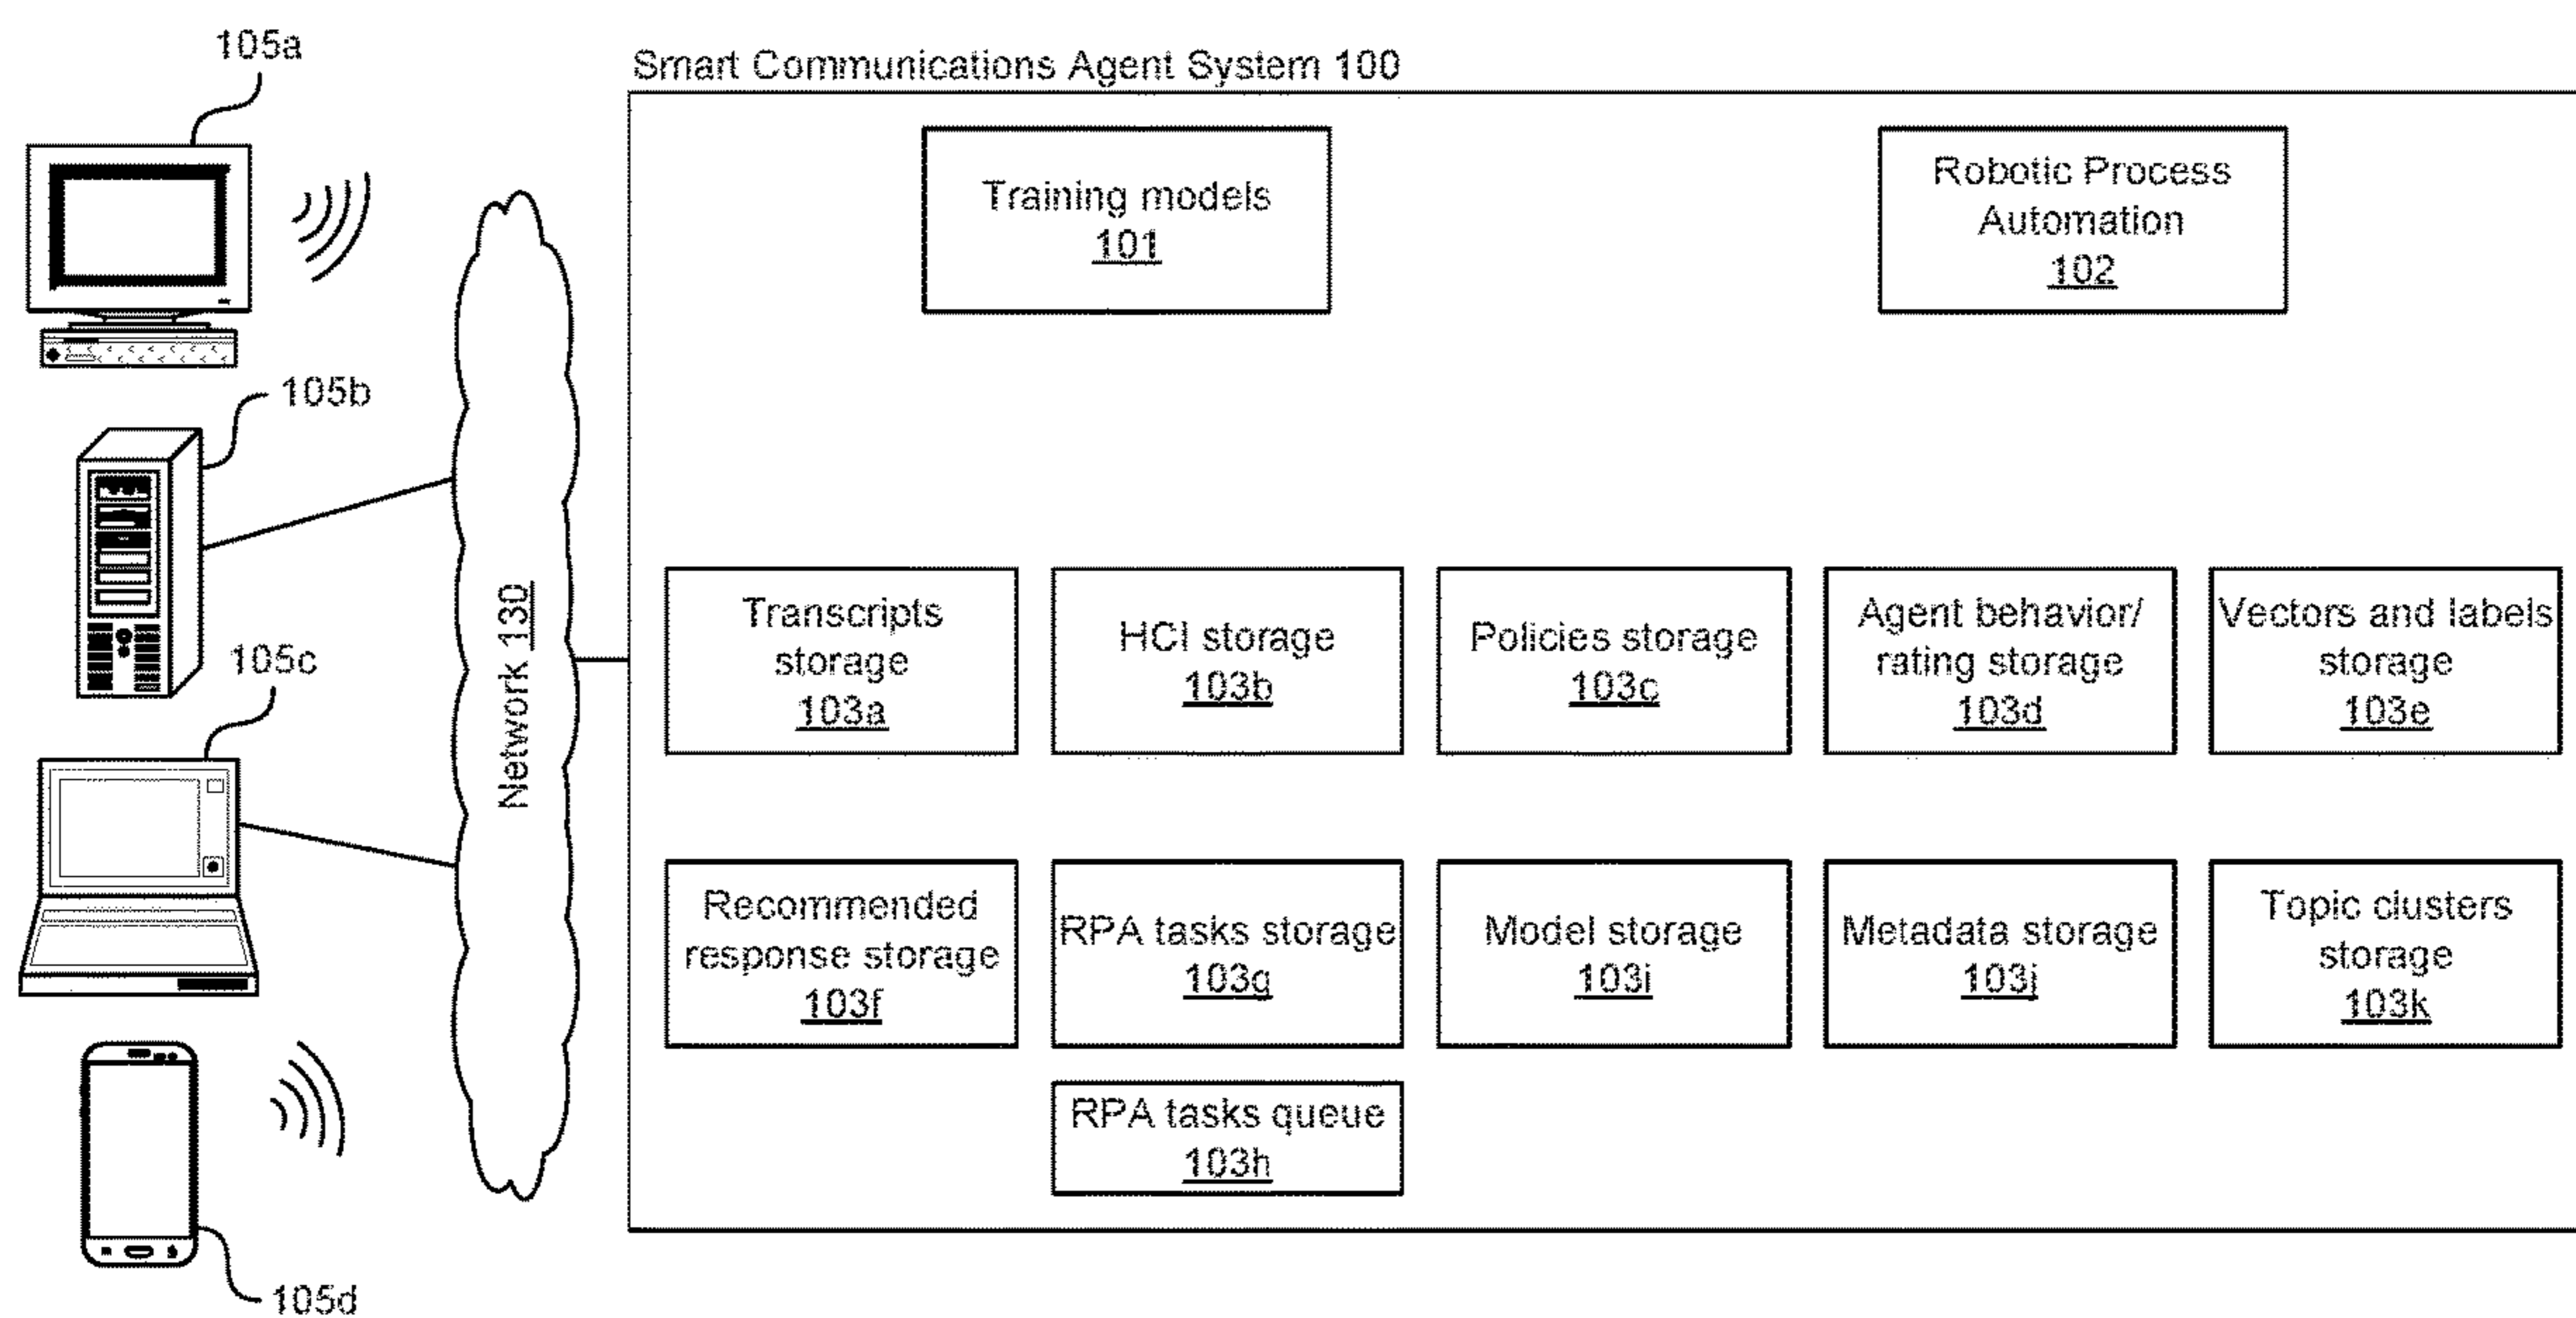 105a
Smart Communications Agent System 100
Training models
101
Robotic Process
Automation
102
105b
105c
105d
Network 130
Transcripts
storage
103a
HCI storage
103b
Policies storage
103c
Agent behavior/
rating storage
103d
Vectors and labels
storage
103e
Recommended
response storage
103f
RPA tasks storage
103g
Model storage
103i
Metadata storage
103j
Topic clusters
storage
103k
RPA tasks queue
103h